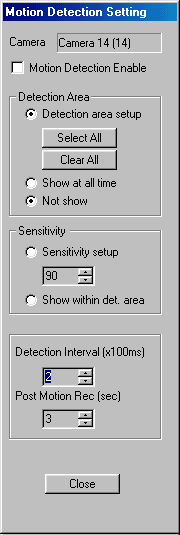 Motion Detection Setting
Camera Camera 14 (14)
Motion Detection Enable
Detection Area
Detection area setup
Select All
Clear All
Show at all time
Not show
Sensitivity
Sensitivity setup
90
Show within det. area
Detection Interval (x100ms)
2
Post Motion Rec (sec)
3
Close